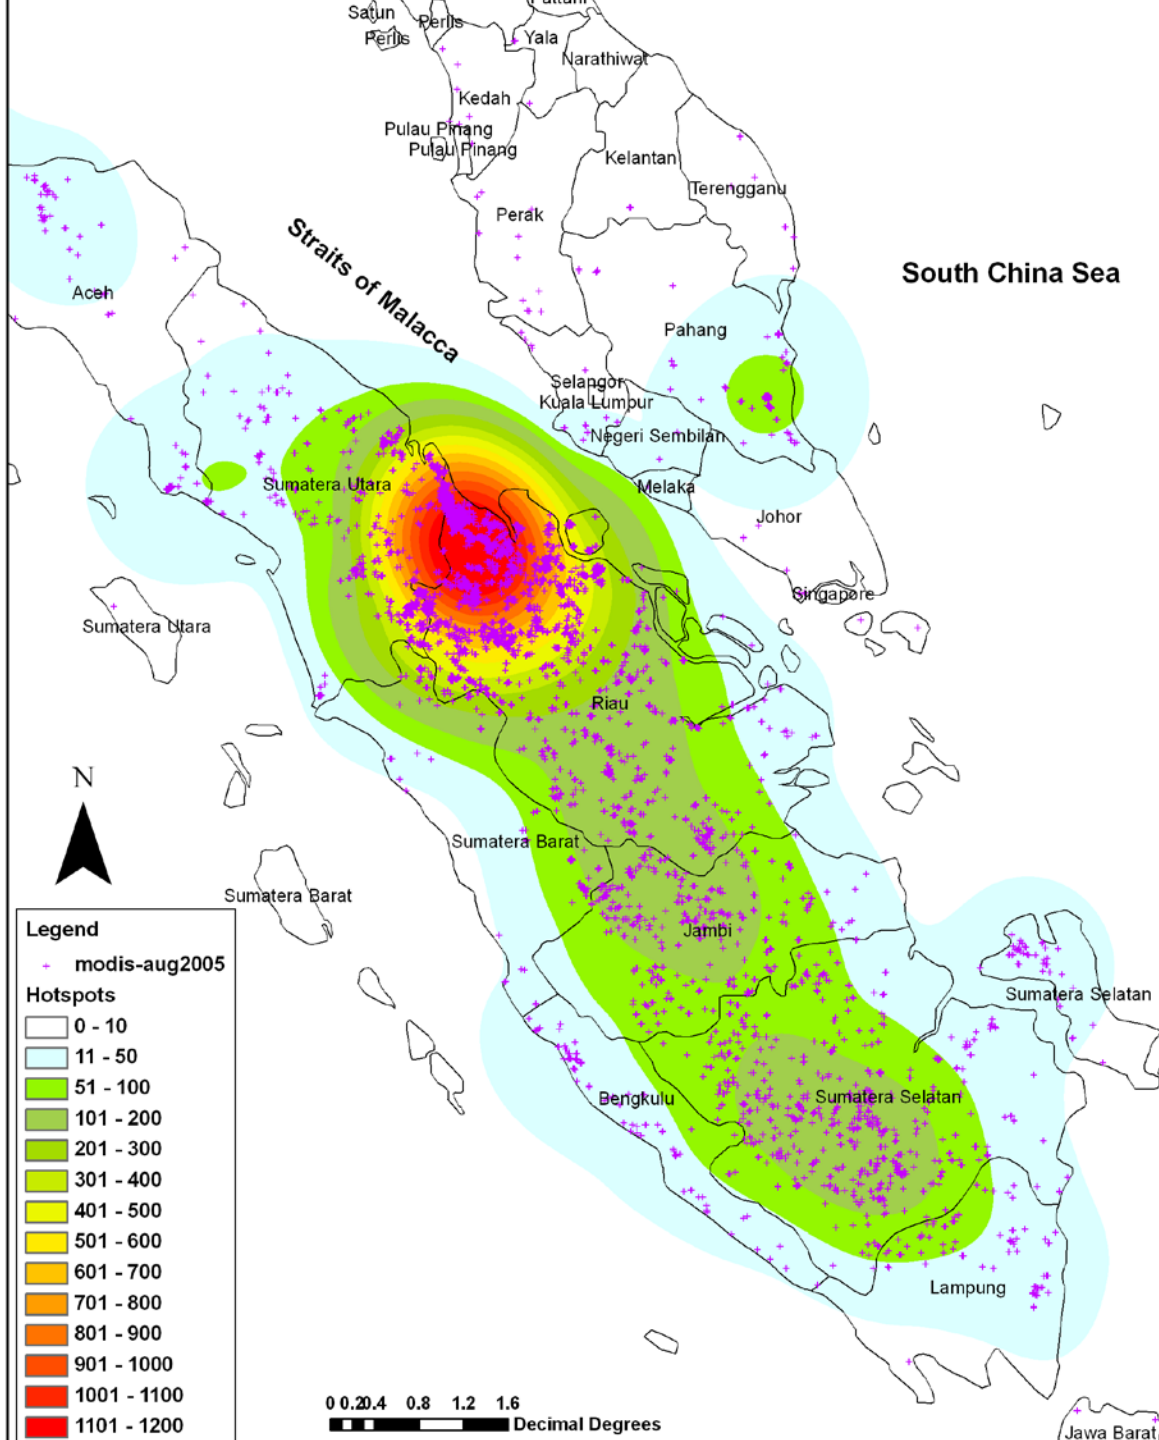 Pattani
Satun
Perlis
Perlis
Yala
Narathiwat
Kedah
Pulau Pinang
Pulau Pinang
Kelantan
Terengganu
Perak
Straits of Malacca
South China Sea
Aceh
Pahang
Selangor
Kuala Lumpur
Negeri Sembilan
Sumatera Utara
Melaka
Johor
Singapore
Sumatera Utara
Riau
N
Sumatera Barat
Sumatera Barat
Jambi
Sumatera Selatan
Bengkulu
Sumatera Selatan
Lampung
Legend
modis-aug2005
Hotspots
0 - 10
11 - 50
51 - 100
101 - 200
201 - 300
301 - 400
401 - 500
501 - 600
601 - 700
701 - 800
801 - 900
901 - 1000
1001 - 1100
1101 - 1200
0 0.2 0.4 0.8 1.2 1.6
Decimal Degrees
Jawa Barat